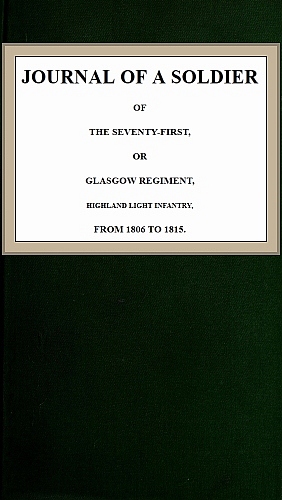 JOURNAL OF A SOLDIER
OF
THE SEVENTY-FIRST,
OR
GLASGOW REGIMENT,
HIGHLAND LIGHT INFANTRY,
FROM 1806 TO 1815.